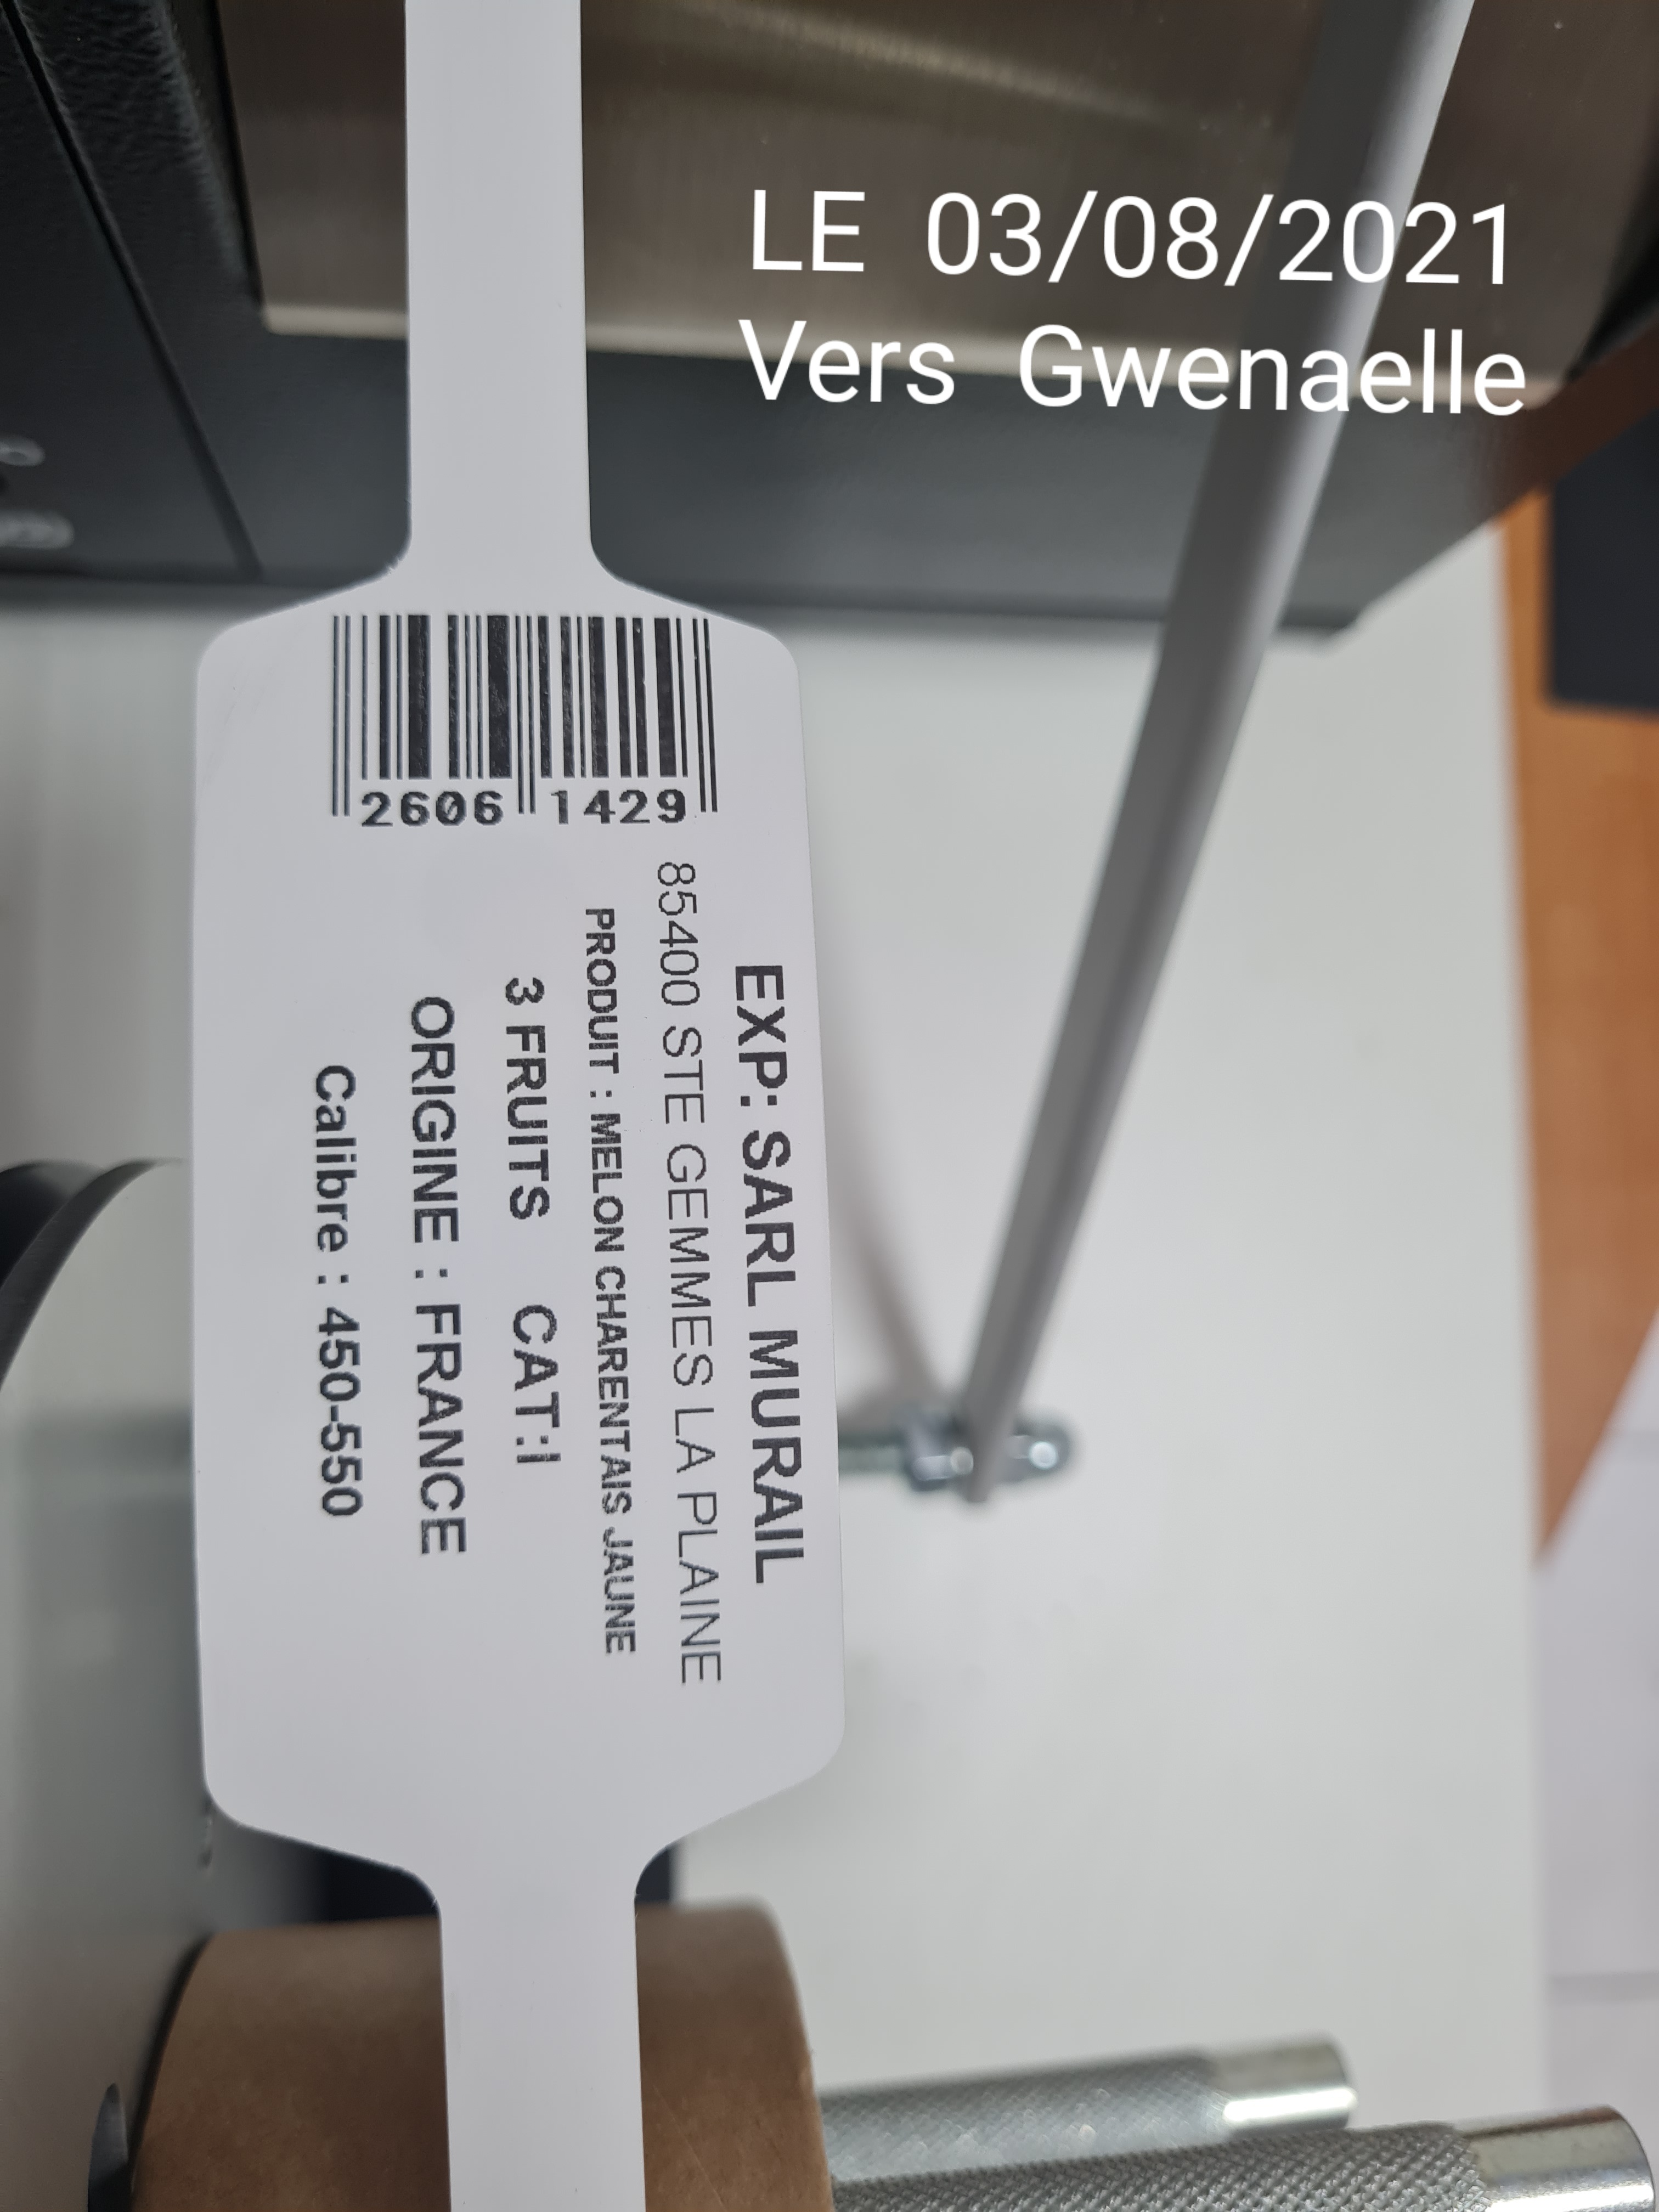 LE 03/08/2021
Vers Gwenaelle
2606 1429
EXP: SARL MURAIL
85400 STE GEMMES LA PLAINE
PRODUIT : MELON CHARENTAIS JAUNE
3 FRUITS CAT:I
ORIGINE : FRANCE
Calibre : 450-550